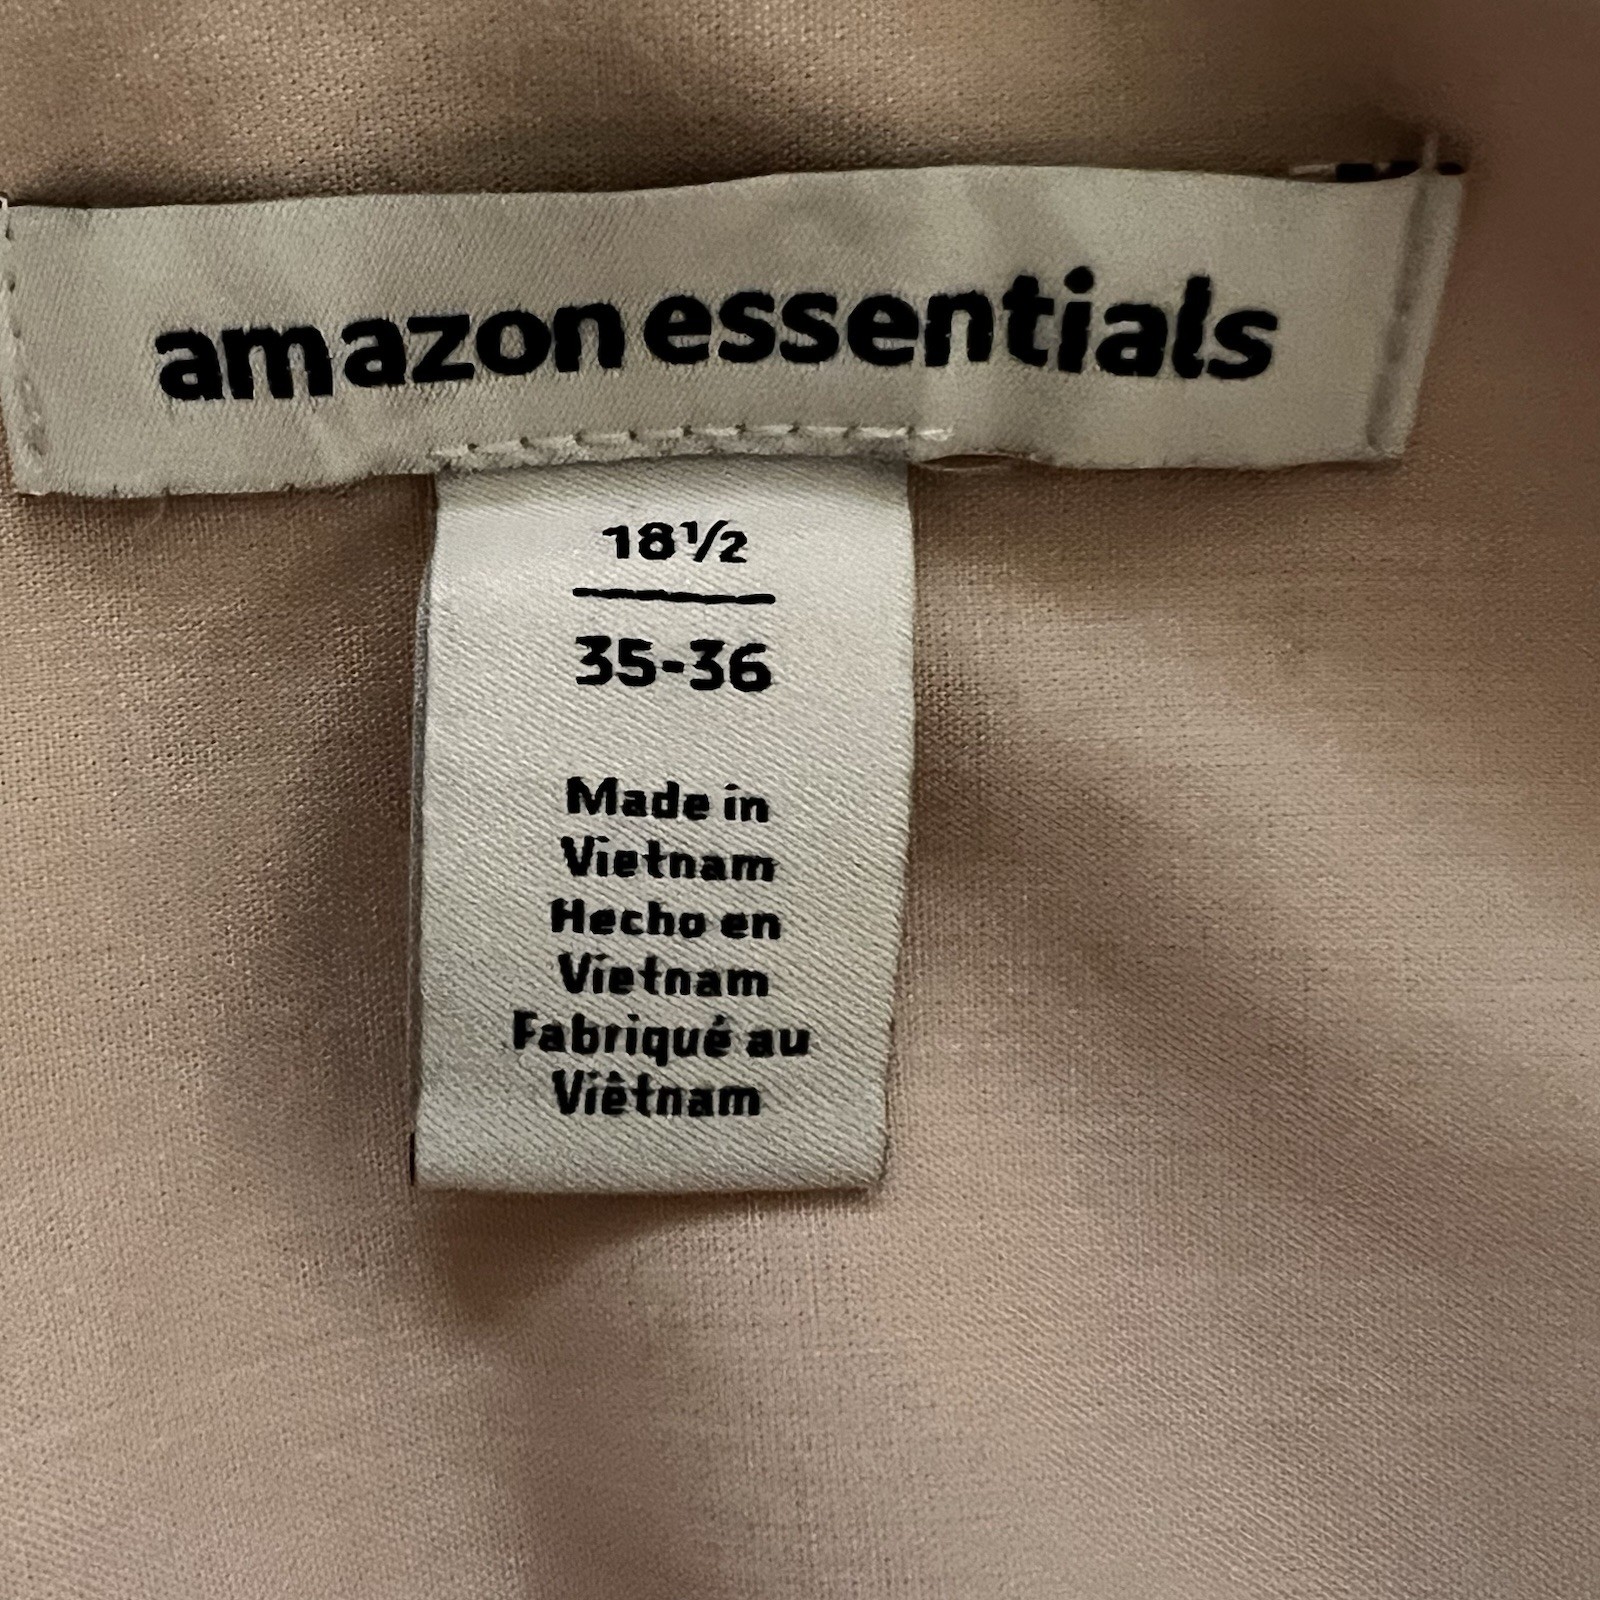 amazon essentials
18½
35-36
Made in
Vietnam
Hecho en
Vietnam
Fabriqué au
Viêtnam